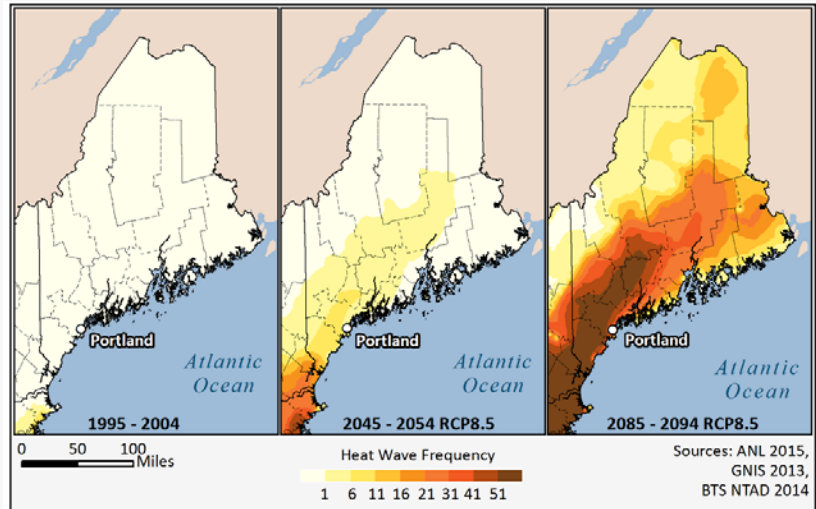 Portland
Atlantic
Ocean
1995 - 2004
Portland
Atlantic
Ocean
2045 - 2054 RCP8.5
Portland
Atlantic
Ocean
2085 - 2094 RCP8.5
0 50 100
Miles
Heat Wave Frequency
1 6 11 16 21 31 41 51
Sources: ANL 2015,
GNIS 2013,
BTS NTAD 2014